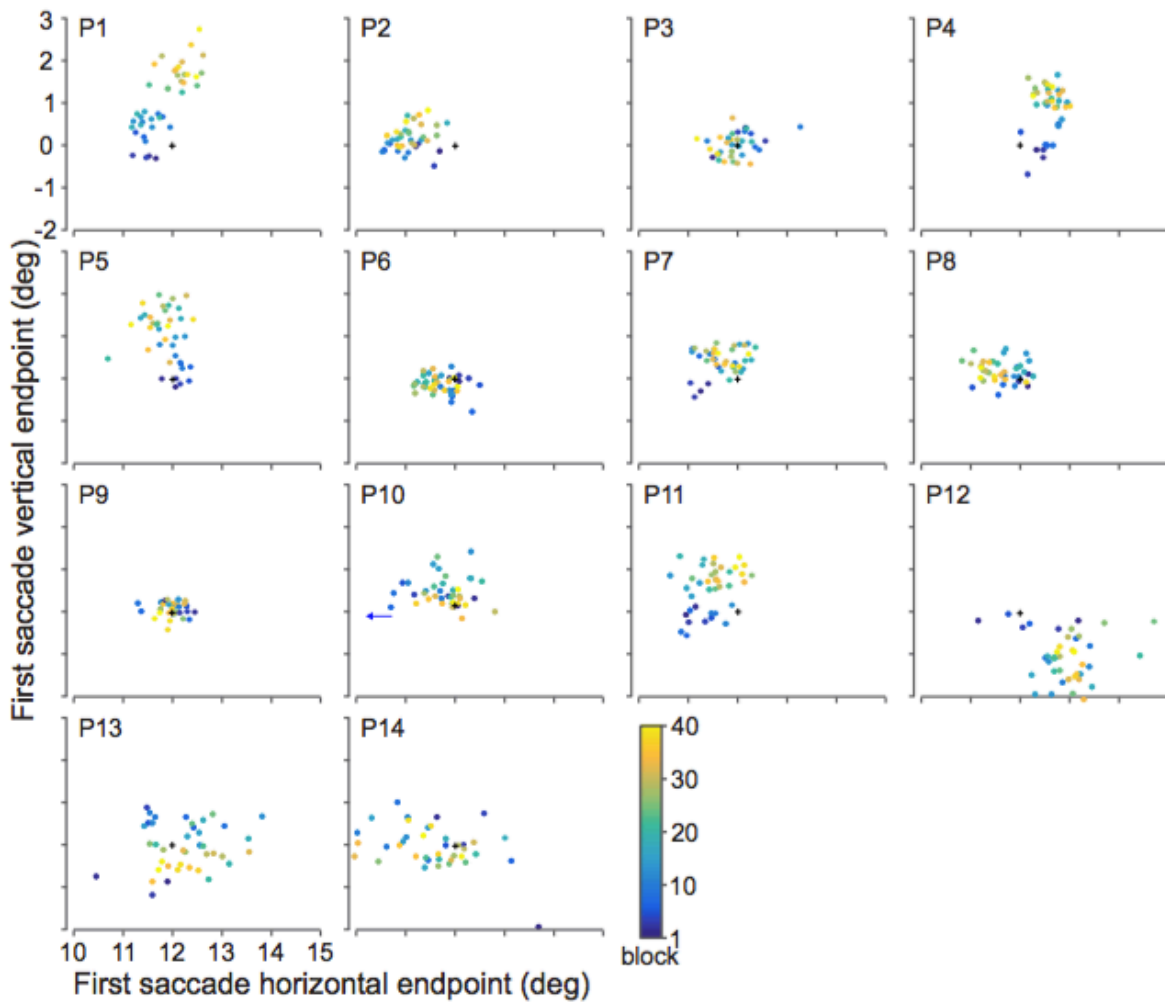 P1 P2 P3 P4
3
2
1
0
-1
-2
P5 P6 P7 P8
First saccade vertical endpoint (deg)
P9 P10 P11 P12
P13 P14
40
30
20
10
1
block
10 11 12 13 14 15
First saccade horizontal endpoint (deg)